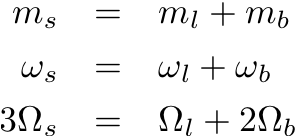 m_s = m_l + m_b
ω_s = ω_l + ω_b
3Ω_s = Ω_l + 2Ω_b